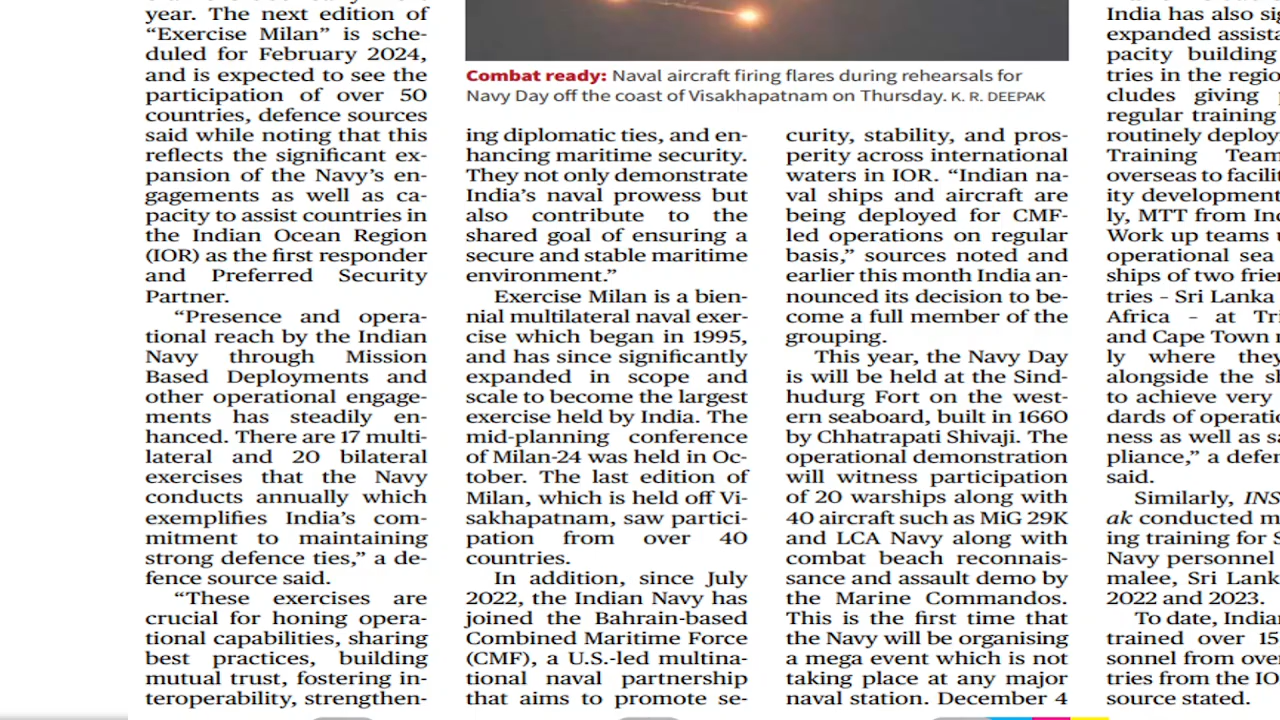 year. The next edition of
“Exercise Milan” is sche-
duled for February 2024,
and is expected to see the
participation of over 50
countries, defence sources
said while noting that this
reflects the significant ex-
pansion of the Navy’s en-
gagements as well as ca-
pacity to assist countries in
the Indian Ocean Region
(IOR) as the first responder
and Preferred Security
Partner.
“Presence and opera-
tional reach by the Indian
Navy through Mission
Based Deployments and
other operational engage-
ments has steadily en-
hanced. There are 17 multi-
lateral and 20 bilateral
exercises that the Navy
conducts annually which
exemplifies India’s com-
mitment to maintaining
strong defence ties,” a de-
fence source said.
“These exercises are
crucial for honing opera-
tional capabilities, sharing
best practices, building
mutual trust, fostering in-
teroperability, strengthen-
Combat ready: Naval aircraft firing flares during rehearsals for
Navy Day off the coast of Visakhapatnam on Thursday. K. R. DEEPAK
ing diplomatic ties, and en-
hancing maritime security.
They not only demonstrate
India’s naval prowess but
also contribute to the
shared goal of ensuring a
secure and stable maritime
environment.”
Exercise Milan is a bien-
nial multilateral naval exer-
cise which began in 1995,
and has since significantly
expanded in scope and
scale to become the largest
exercise held by India. The
mid-planning conference
of Milan-24 was held in Oc-
tober. The last edition of
Milan, which is held off Vi-
sakhapatnam, saw partici-
pation from over 40
countries.
In addition, since July
2022, the Indian Navy has
joined the Bahrain-based
Combined Maritime Force
(CMF), a U.S.-led multina-
tional naval partnership
that aims to promote se-
curity, stability, and pros-
perity across international
waters in IOR. “Indian na-
val ships and aircraft are
being deployed for CMF-
led operations on regular
basis,” sources noted and
earlier this month India an-
nounced its decision to be-
come a full member of the
grouping.
This year, the Navy Day
is will be held at the Sind-
hudurg Fort on the west-
ern seaboard, built in 1660
by Chhatrapati Shivaji. The
operational demonstration
will witness participation
of 20 warships along with
40 aircraft such as MiG 29K
and LCA Navy along with
combat beach reconnais-
sance and assault demo by
the Marine Commandos.
This is the first time that
the Navy will be organising
a mega event which is not
taking place at any major
naval station. December 4
India has also
expanded
pacity building
tries in the
cludes giving
regular training
routinely
Training
overseas to
ity development
ly, MTT from
Work up teams
operational sea
ships of two
tries – Sri Lanka
Africa – at
and Cape Town
ly where they
alongside the
to achieve very
dards of
ness as well as
pliance,” a
said.
Similarly, INS
ak conducted
ing training for
Navy personnel
malee, Sri
2022 and 2023.
To date,
trained over
sonnel from
tries from the
source stated.